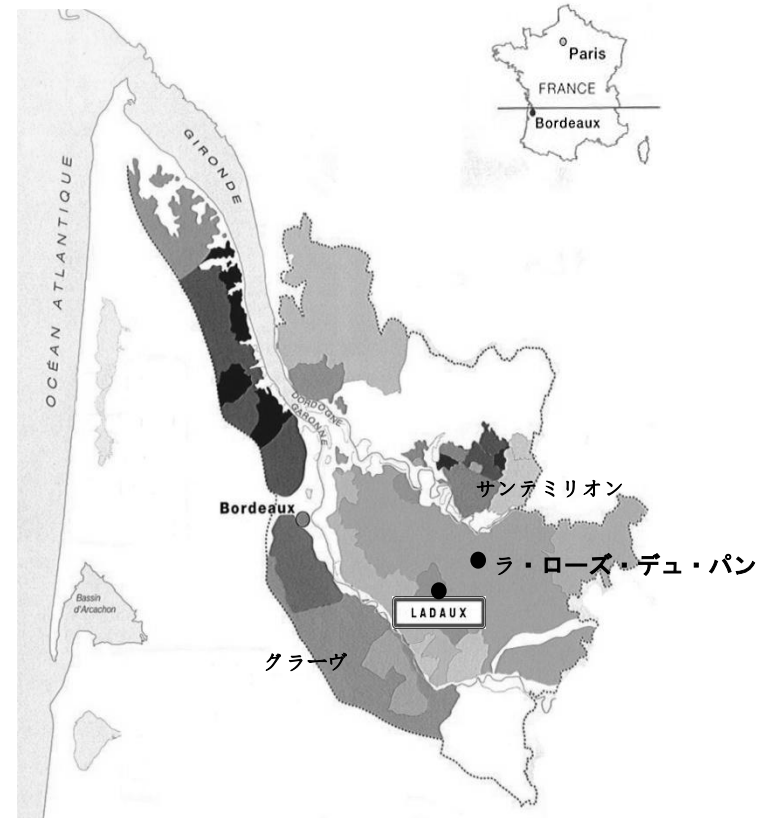 Paris
FRANCE
Bordeaux
GIRONDE
OCÉAN ATLANTIQUE
DORDOGNE
GARONNE
サンテミリオン
Bordeaux
ラ・ローズ・デュ・パン
LADAUX
Bassin
d'Arcachon
グラーヴ